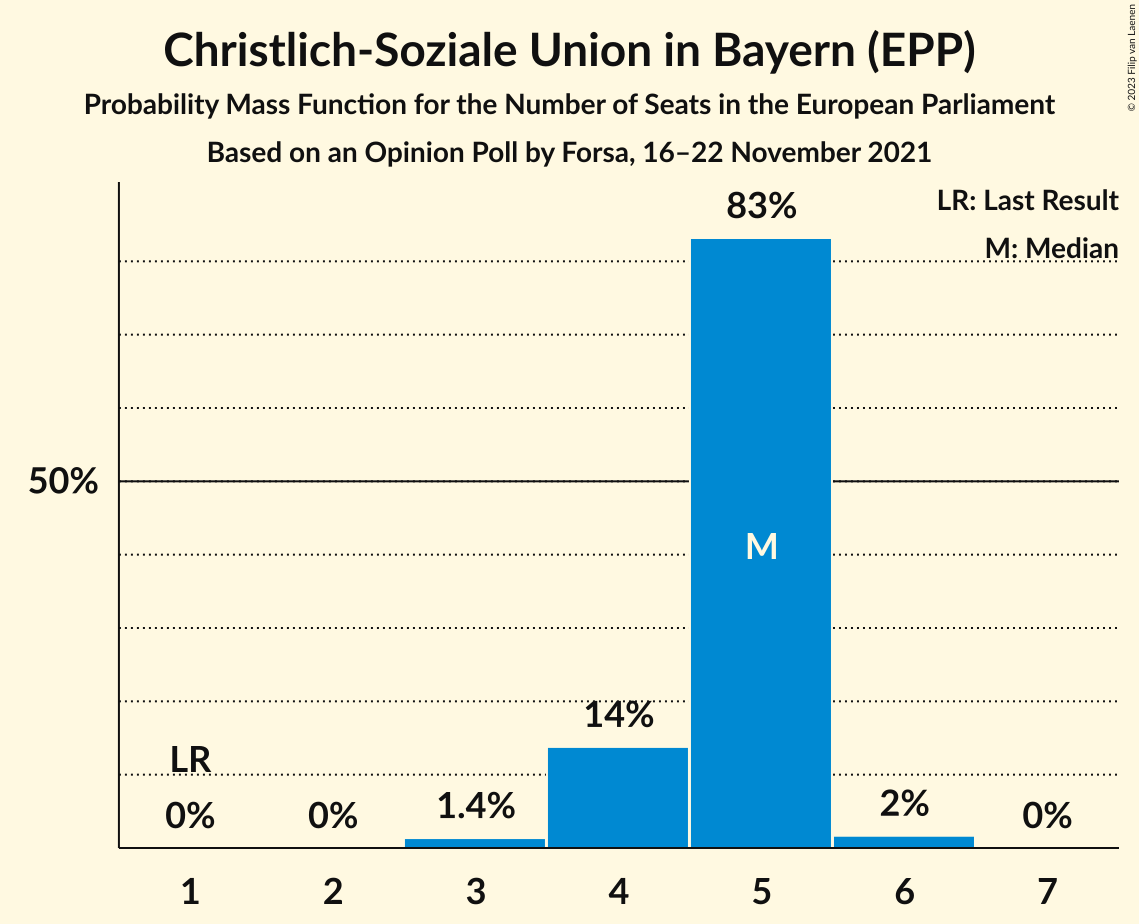 Christlich-Soziale Union in Bayern (EPP)
Probability Mass Function for the Number of Seats in the European Parliament
Based on an Opinion Poll by Forsa, 16–22 November 2021
© 2023 Filip van Laenen
LR: Last Result
M: Median
83%
50%
M
14%
LR
0%
0%
1.4%
2%
0%
1
2
3
4
5
6
7